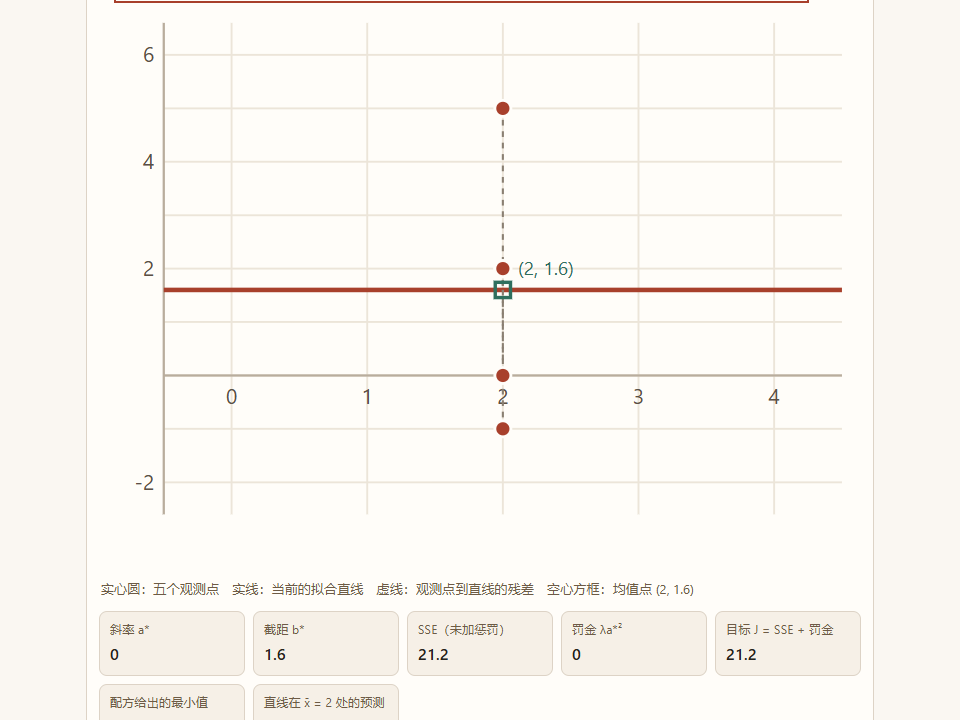 6
4
2
(2, 1.6)
0 1 2 3 4
-2
实心圆：五个观测点 实线：当前的拟合直线 虚线：观测点到直线的残差 空心方框：均值点 (2, 1.6)
斜率 a* 截距 b* SSE（未加惩罚） 罚金 λa*² 目标 J = SSE + 罚金
0 1.6 21.2 0 21.2
配方给出的最小值 直线在 x̄ = 2 处的预测